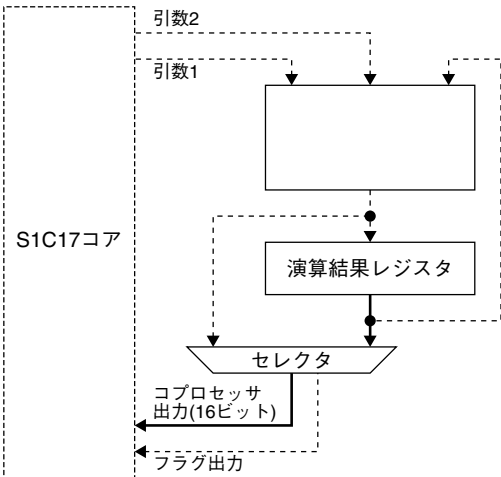 引数2
引数1
S1C17コア
演算結果レジスタ
セレクタ
コプロセッサ
出力(16ビット)
フラグ出力